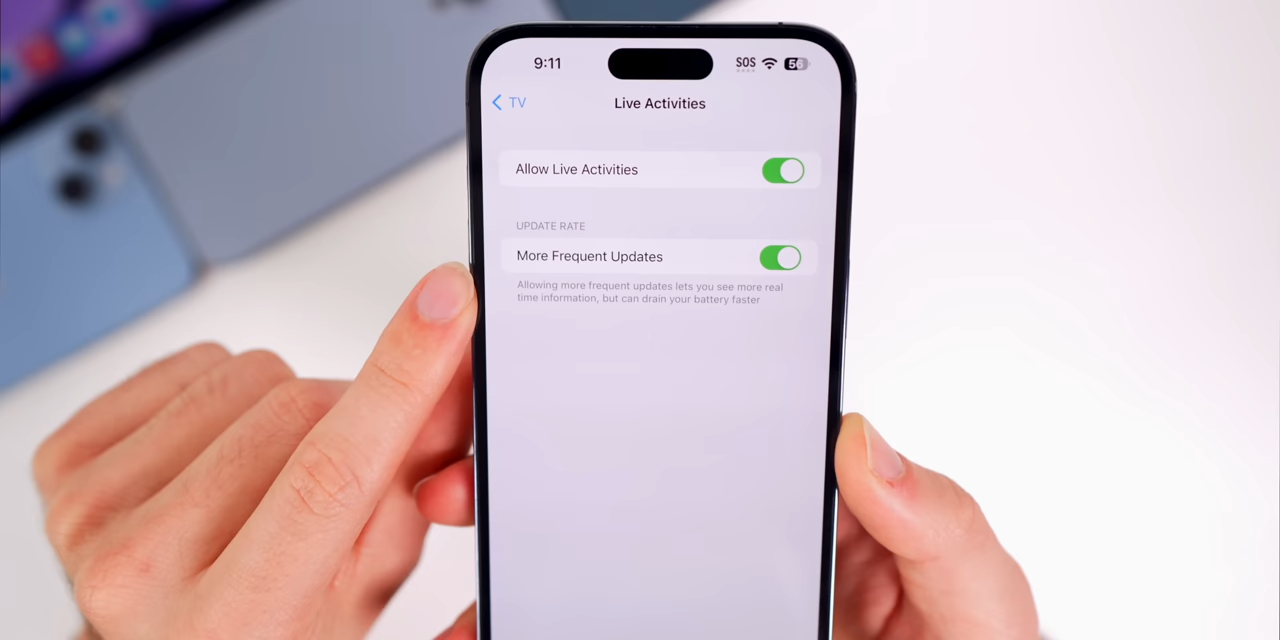 9:11 SOS 56
TV Live Activities
Allow Live Activities
UPDATE RATE
More Frequent Updates
Allowing more frequent updates lets you see more real
time information, but can drain your battery faster